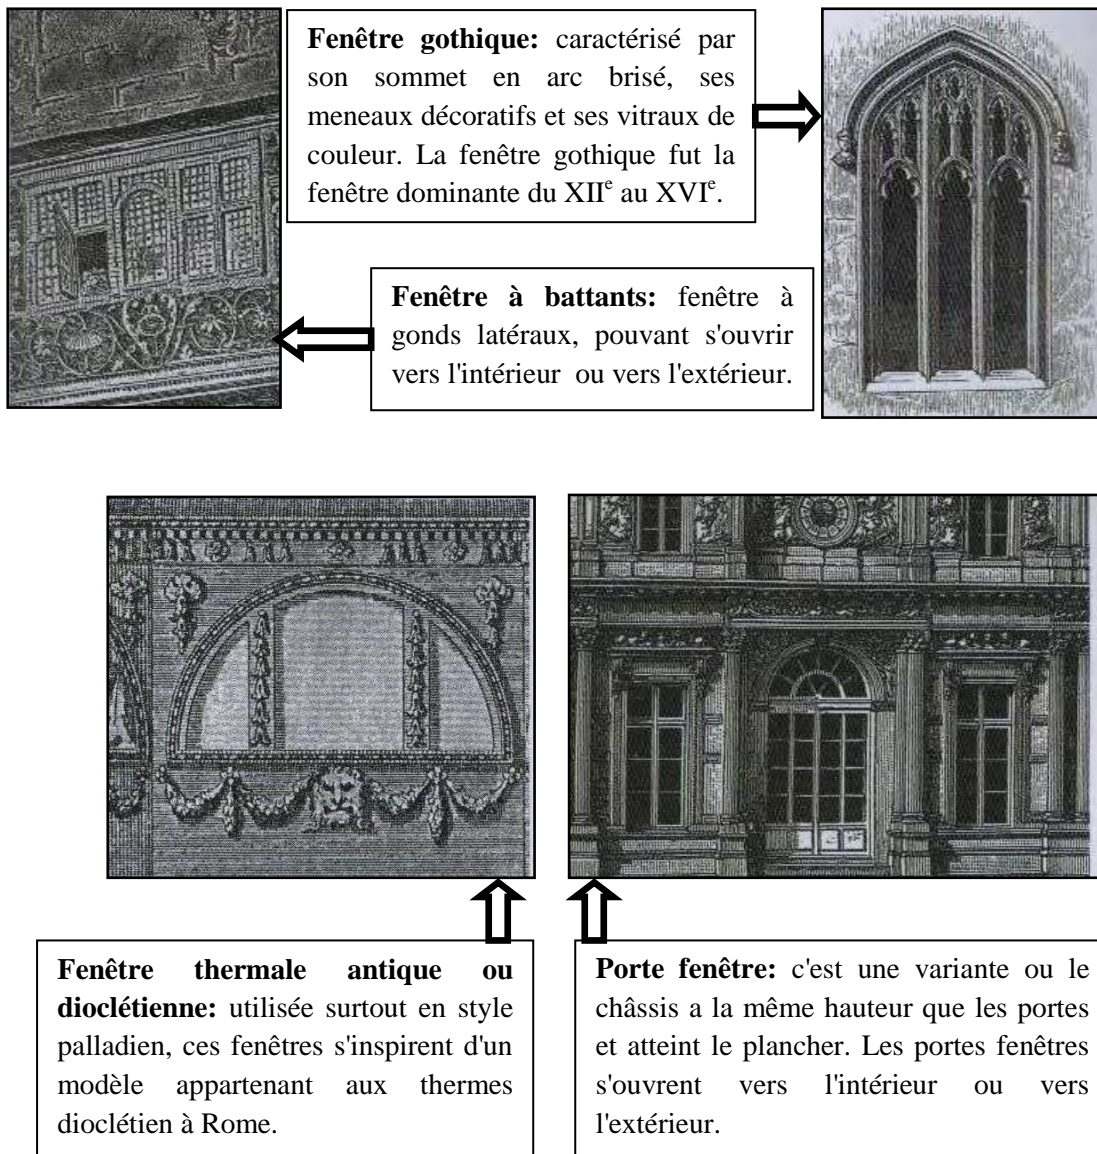 Fenêtre gothique: caractérisé par
son sommet en arc brisé, ses
meneaux décoratifs et ses vitraux de
couleur. La fenêtre gothique fut la
fenêtre dominante du XIIe au XVIe.
Fenêtre à battants: fenêtre à
gonds latéraux, pouvant s'ouvrir
vers l'intérieur ou vers l'extérieur.
Fenêtre thermale antique ou
dioclétienne: utilisée surtout en style
palladien, ces fenêtres s'inspirent d'un
modèle appartenant aux thermes
dioclétien à Rome.
Porte fenêtre: c'est une variante ou le
châssis a la même hauteur que les portes
et atteint le plancher. Les portes fenêtres
s'ouvrent vers l'intérieur ou vers
l'extérieur.